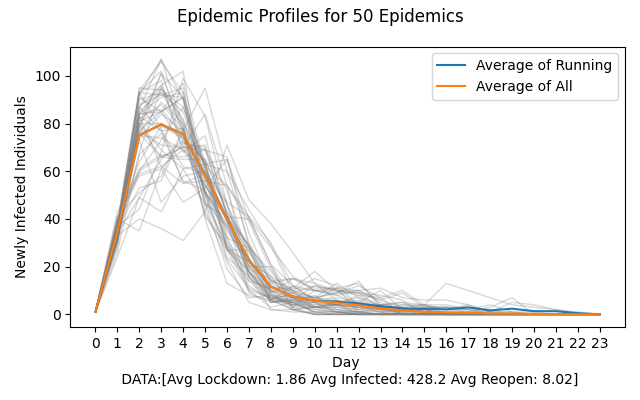 Epidemic Profiles for 50 Epidemics
Average of Running
Average of All
Newly Infected Individuals
100
80
60
40
20
0
0 1 2 3 4 5 6 7 8 9 10 11 12 13 14 15 16 17 18 19 20 21 22 23
Day
DATA:[Avg Lockdown: 1.86 Avg Infected: 428.2 Avg Reopen: 8.02]